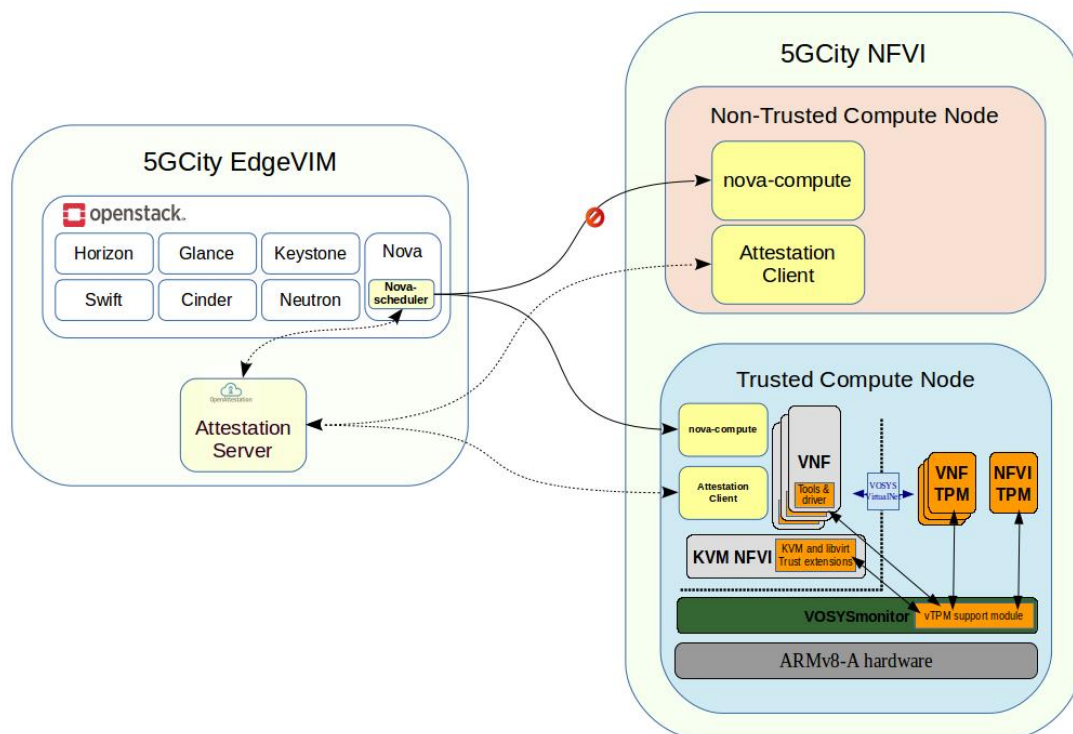 5GCity EdgeVIM
openstack™
Horizon
Glance
Keystone
Nova
Swift
Cinder
Neutron
Nova-
scheduler
OpenAttestation
Attestation
Server
5GCity NFVI
Non-Trusted Compute Node
nova-compute
Attestation
Client
Trusted Compute Node
nova-compute
Attestation
Client
VNF
Tools &
driver
VOSYS
VirtualNet
VNF
TPM
NFVI
TPM
KVM NFVI
KVM and libvirt
Trust extensions
VOSYSmonitor
vTPM support module
ARMv8-A hardware